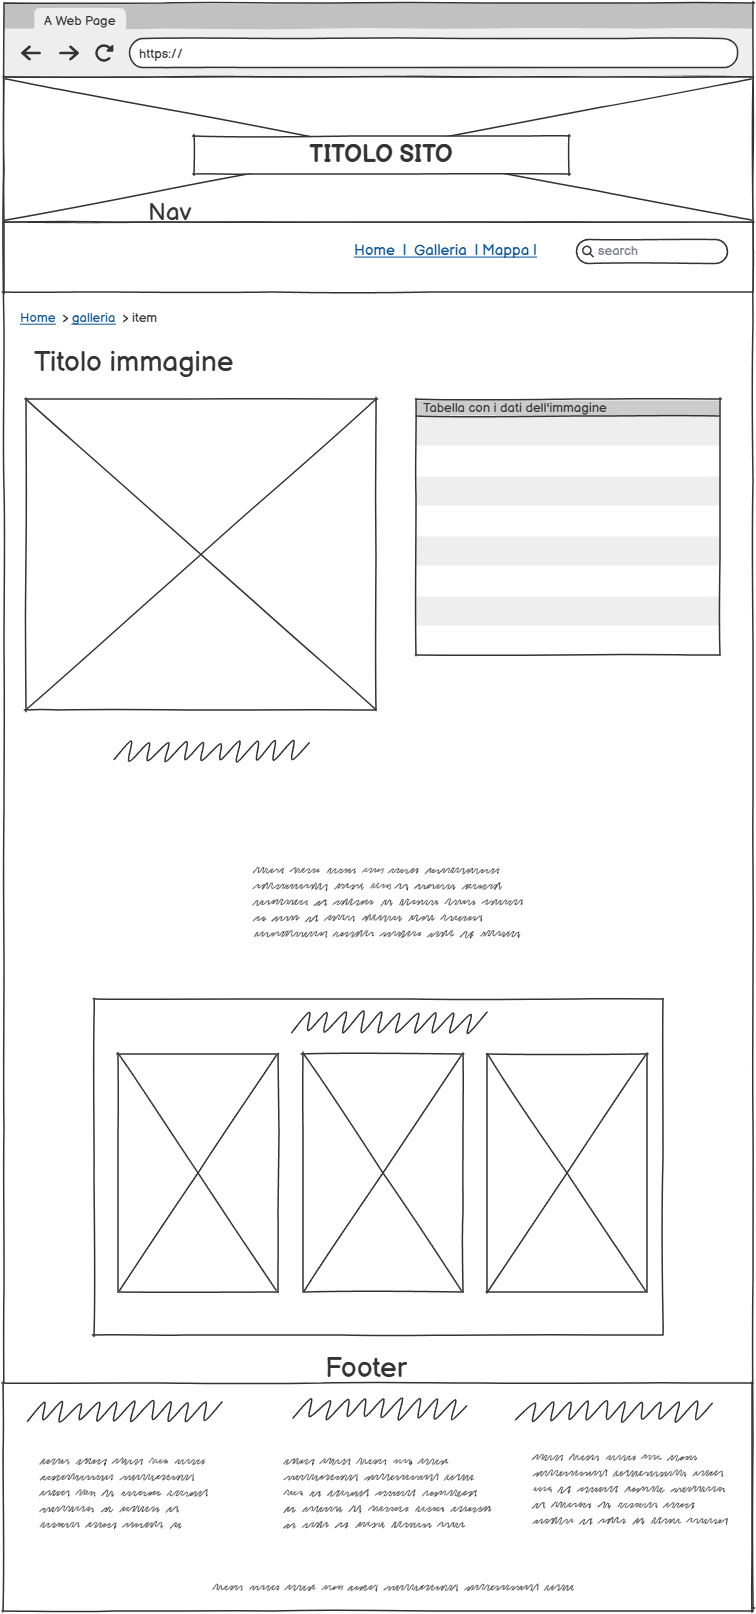 A Web Page
https://
TITOLO SITO
Nav
Home | Galleria | Mappa |
search
Home > galleria > item
Titolo immagine
Tabella con i dati dell'immagine
Footer